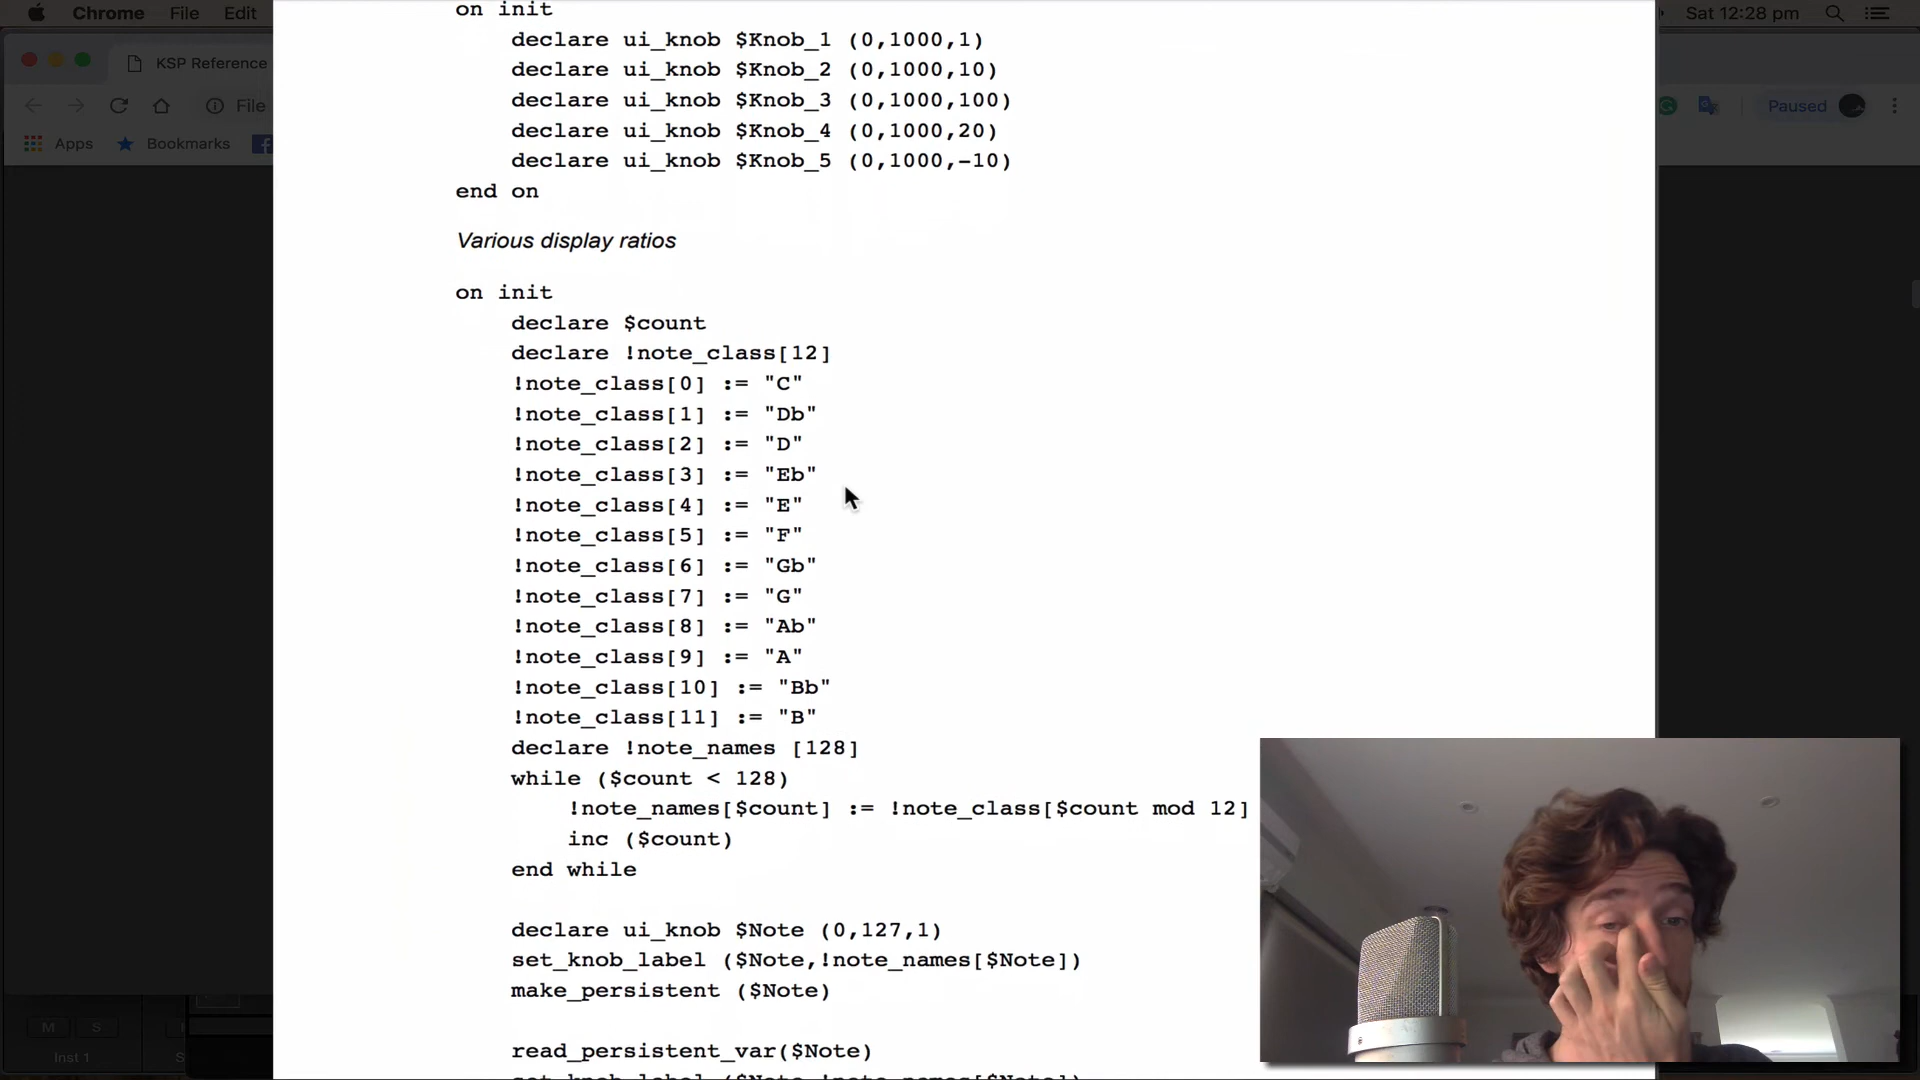 Chrome File Edit
Sat 12:28 pm
KSP Reference
File
Paused
Apps Bookmarks
on init
declare ui_knob $Knob_1 (0,1000,1)
declare ui_knob $Knob_2 (0,1000,10)
declare ui_knob $Knob_3 (0,1000,100)
declare ui_knob $Knob_4 (0,1000,20)
declare ui_knob $Knob_5 (0,1000,-10)
end on
Various display ratios
on init
declare $count
declare !note_class[12]
!note_class[0] := "C"
!note_class[1] := "Db"
!note_class[2] := "D"
!note_class[3] := "Eb"
!note_class[4] := "E"
!note_class[5] := "F"
!note_class[6] := "Gb"
!note_class[7] := "G"
!note_class[8] := "Ab"
!note_class[9] := "A"
!note_class[10] := "Bb"
!note_class[11] := "B"
declare !note_names [128]
while ($count < 128)
!note_names[$count] := !note_class[$count mod 12]
inc ($count)
end while
declare ui_knob $Note (0,127,1)
set_knob_label ($Note,!note_names[$Note])
make_persistent ($Note)
read_persistent_var($Note)
M S
Inst 1